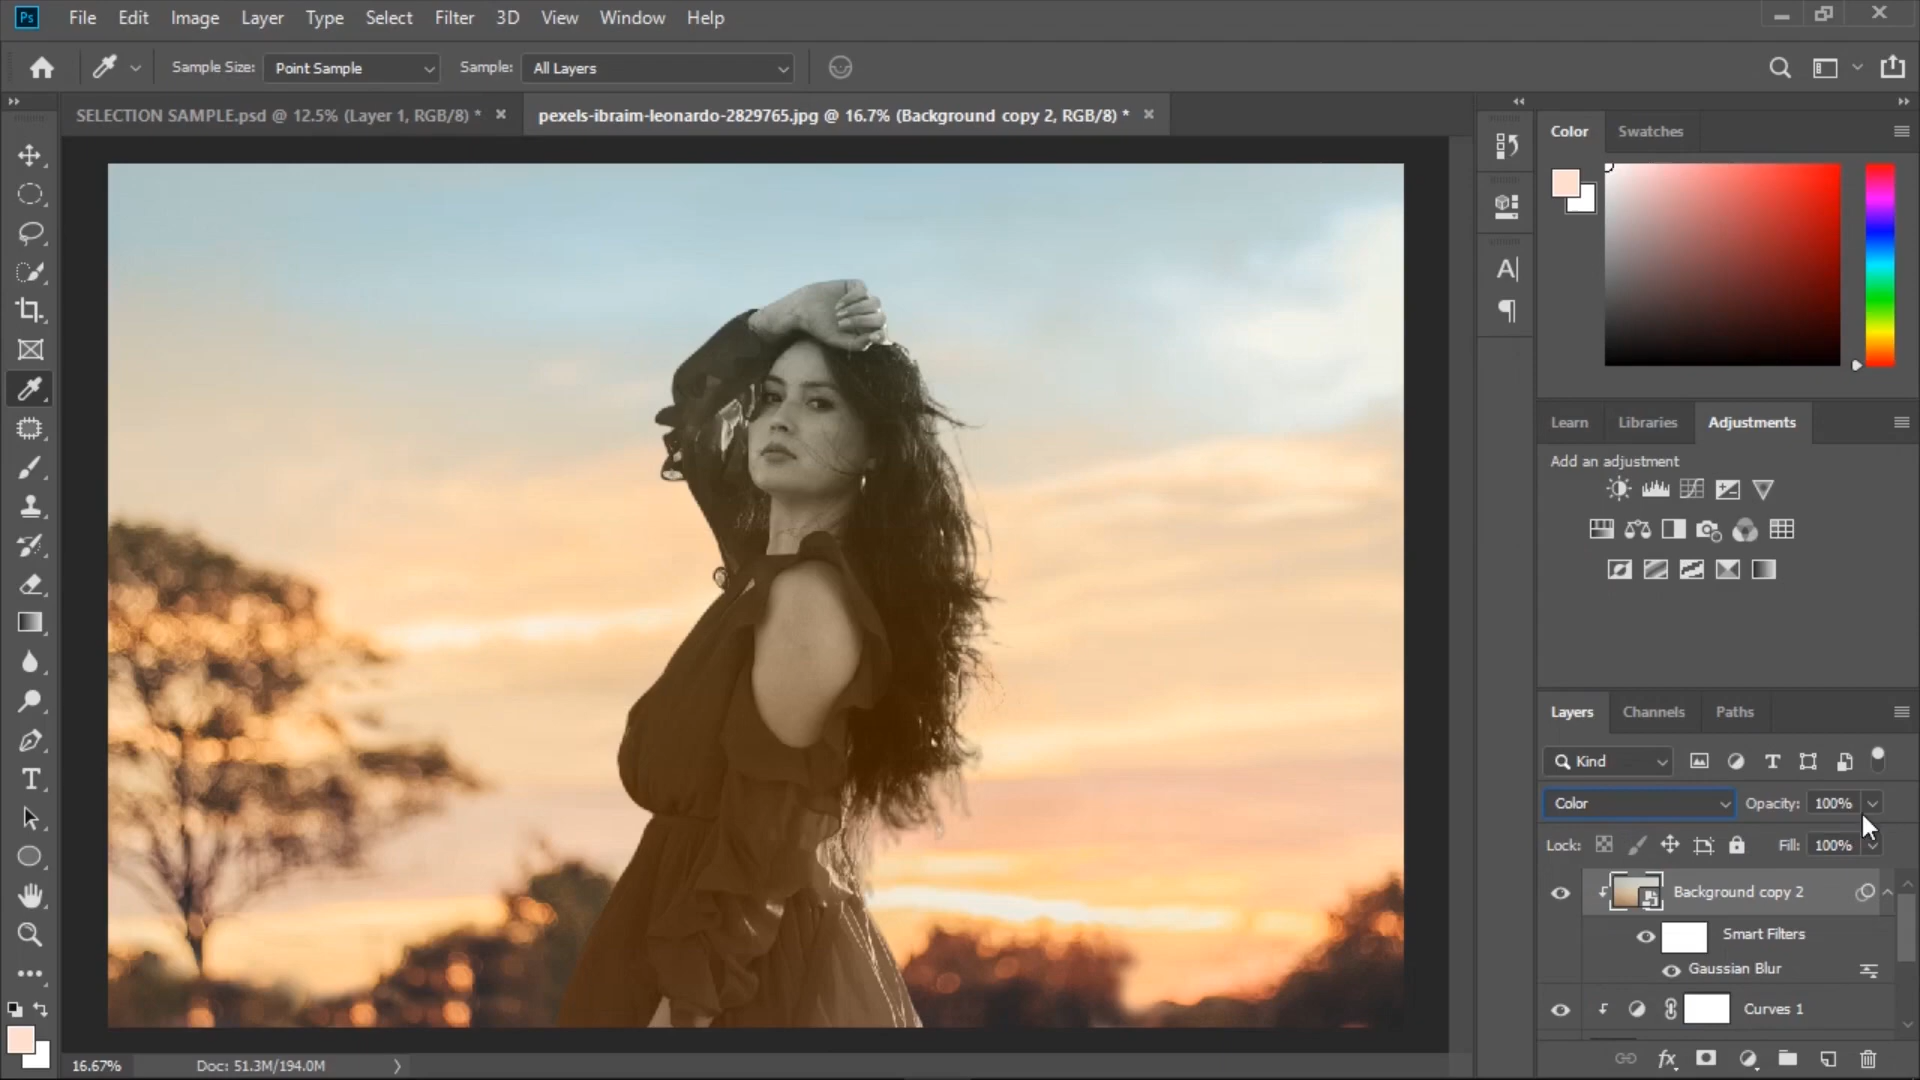 Ps File Edit Image Layer Type Select Filter 3D View Window Help
Sample Size: Point Sample Sample: All Layers
SELECTION SAMPLE.psd @ 12.5% (Layer 1, RGB/8) *
pexels-ibraim-leonardo-2829765.jpg @ 16.7% (Background copy 2, RGB/8) *
Color Swatches
Learn Libraries Adjustments
Add an adjustment
Layers Channels Paths
Kind
Color Opacity: 100%
Lock: Fill: 100%
Background copy 2
Smart Filters
Gaussian Blur
Curves 1
fx
16.67% Doc: 51.3M/194.0M